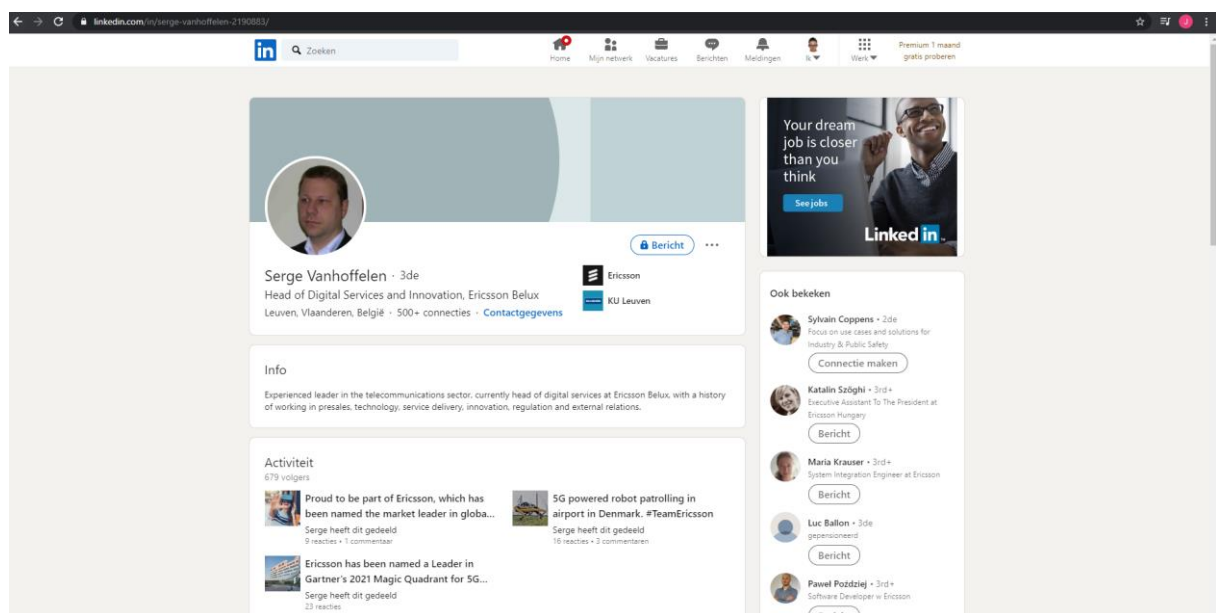 linkedin.com/in/serge-vanhoffelen-2190883/
in
Zoeken
Home
Mijn netwerk
Vacatures
Berichten
Meldingen
Ik
Werk
Premium 1 maand
gratis proberen
Bericht
Serge Vanhoffelen · 3de
Head of Digital Services and Innovation, Ericsson Belux
Leuven, Vlaanderen, België · 500+ connecties · Contactgegevens
Ericsson
KU Leuven
Info
Experienced leader in the telecommunications sector, currently head of digital services at Ericsson Belux, with a history
of working in presales, technology, service delivery, innovation, regulation and external relations.
Activiteit
679 volgers
Proud to be part of Ericsson, which has
been named the market leader in globa...
Serge heeft dit gedeeld
9 reacties • 1 commentaar
5G powered robot patrolling in
airport in Denmark. #TeamEricsson
Serge heeft dit gedeeld
16 reacties • 2 commentaren
Ericsson has been named a Leader in
Gartner's 2021 Magic Quadrant for 5G...
Serge heeft dit gedeeld
23 reacties
Your dream
job is closer
than you
think
See jobs
Linked in
Ook bekeken
Sylvain Coppens • 2de
Focus on use cases and solutions for
Industry & Public Safety
Connectie maken
Katalin Szöghi • 3rd+
Executive Assistant To The President at
Ericsson Hungary
Bericht
Maria Krauser • 3rd+
System Integration Engineer at Ericsson
Bericht
Luc Ballon • 3de
gepensioneerd
Bericht
Paweł Poździej • 3rd+
Software Developer w Ericsson